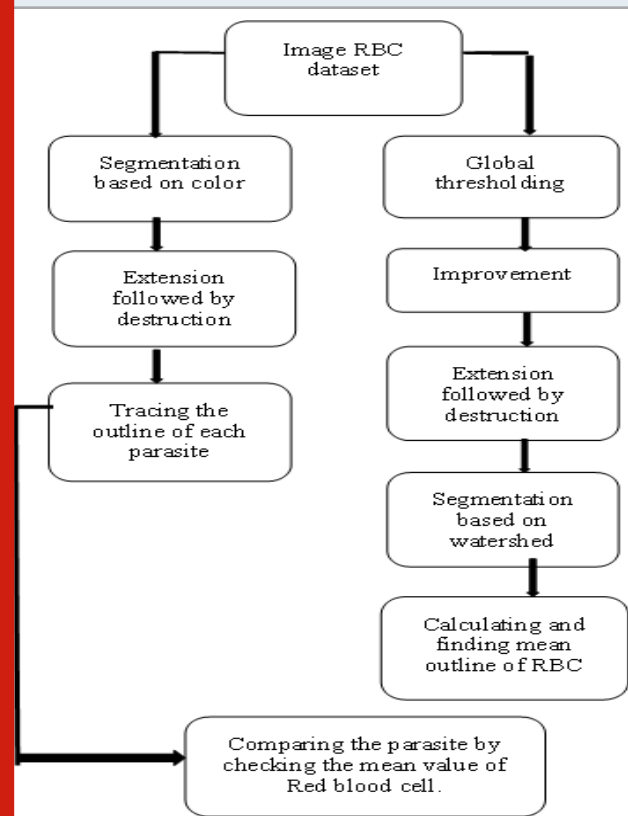 Image RBC
dataset
Segmentation
based on color
Extension
followed by
destruction
Tracing the
outline of each
parasite
Global
thresholding
Improvement
Extension
followed by
destruction
Segmentation
based on
watershed
Calculating and
finding mean
outline of RBC
Comparing the parasite by
checking the mean value of
Red blood cell.